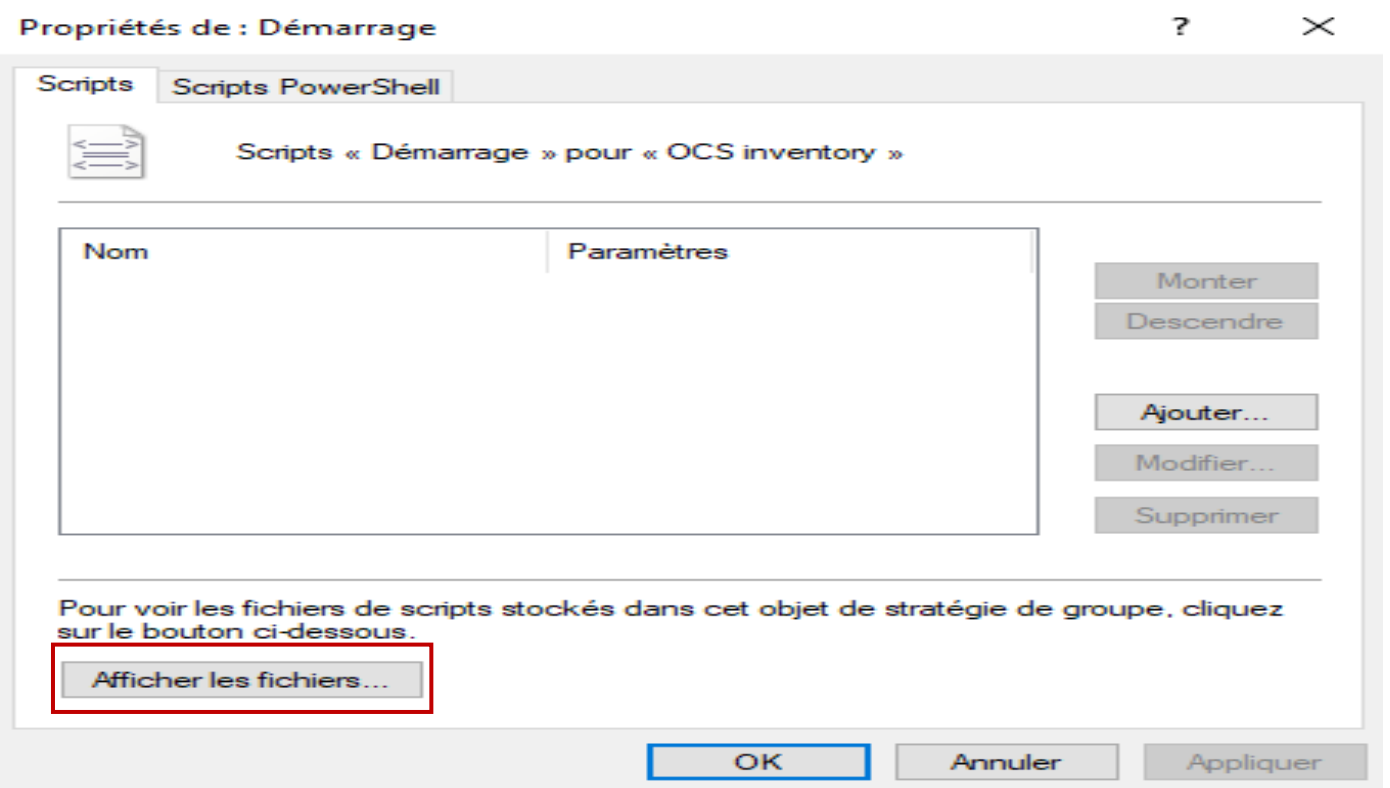 Propriétés de : Démarrage
?
Scripts
Scripts PowerShell
Scripts « Démarrage » pour « OCS inventory »
Nom
Paramètres
Monter
Descendre
Ajouter...
Modifier...
Supprimer
Pour voir les fichiers de scripts stockés dans cet objet de stratégie de groupe, cliquez
sur le bouton ci-dessous.
Afficher les fichiers...
OK
Annuler
Appliquer